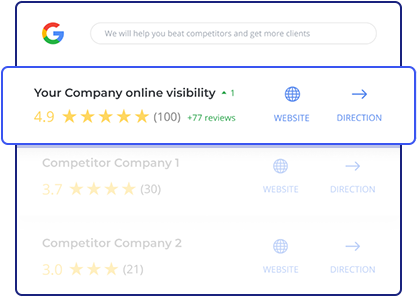 We will help you beat competitors and get more clients
Your Company online visibility 1
4.9 (100) +77 reviews
WEBSITE DIRECTION
Competitor Company 1
3.7 (30)
WEBSITE DIRECTION
Competitor Company 2
3.0 (21)
WEBSITE DIRECTION